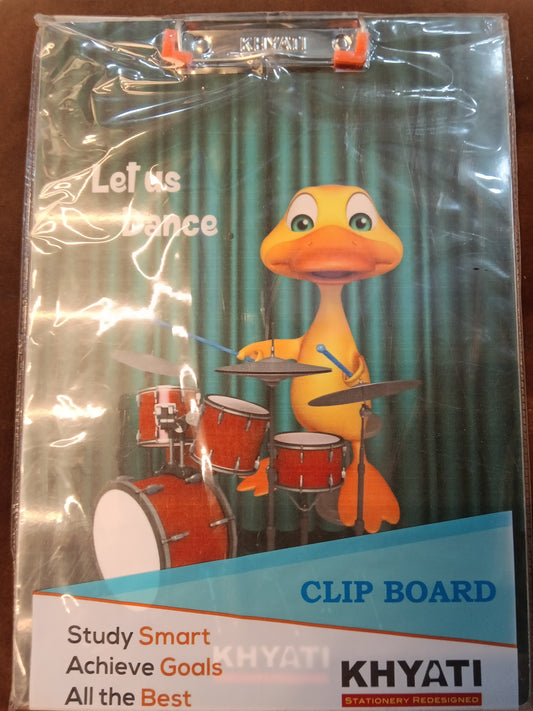 KHYATI
Let us
Dance
CLIP BOARD
Study Smart
Achieve Goals
All the Best
KHYATI
KHYATI
STATIONERY REDESIGNED